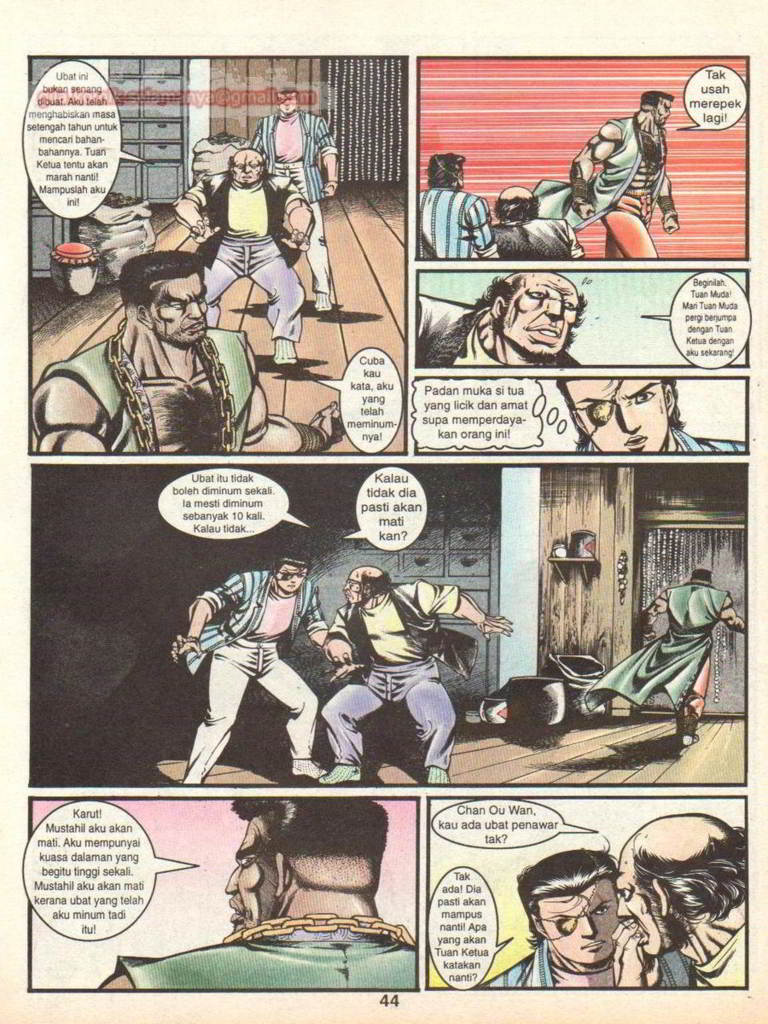 Ubat ini
bukan senang
dibuat. Aku telah
menghabiskan masa
setengah tahun untuk
mencari bahan-
bahannya. Tuan
Ketua tentu akan
marah nanti!
Mampuslah aku
ini!
Cuba
kau
kata, aku
yang
telah
meminum-
nya!
Tak
usah
merepek
lagi!
Beginilah,
Tuan Muda!
Mari Tuan Muda
pergi berjumpa
dengan Tuan
Ketua dengan
aku sekarang!
Padan muka si tua
yang licik dan amat
supa memperdaya-
kan orang ini!
Ubat itu tidak
boleh diminum sekali.
Ia mesti diminum
sebanyak 10 kali.
Kalau tidak...
Kalau
tidak dia
pasti akan
mati
kan?
Karut!
Mustahil aku akan
mati. Aku mempunyai
kuasa dalaman yang
begitu tinggi sekali.
Mustahil aku akan mati
kerana ubat yang telah
aku minum tadi
itu!
Chan Ou Wan,
kau ada ubat penawar
tak?
Tak
ada! Dia
pasti akan
mampus
nanti! Apa
yang akan
Tuan Ketua
katakan
nanti?
44